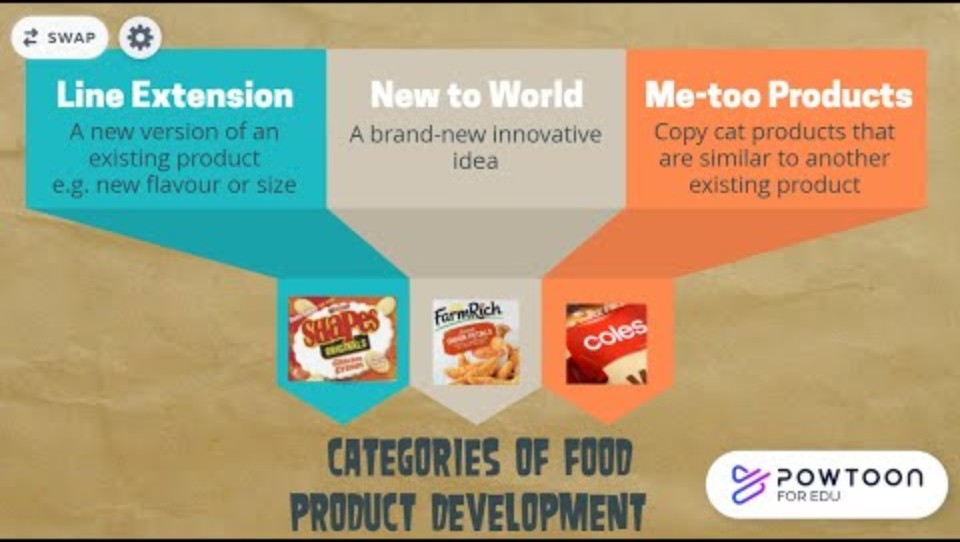 SWAP
Line Extension
A new version of an
existing product
e.g. new flavour or size
New to World
A brand-new innovative
idea
Me-too Products
Copy cat products that
are similar to another
existing product
SHAPES
ORIGINALS
FarmRich
coles
CATEGORIES OF FOOD
PRODUCT DEVELOPMENT
POWTOON
FOR EDU